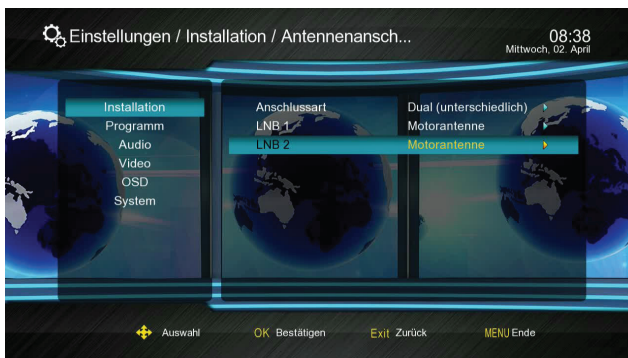 Einstellungen / Installation / Antennenansch...
08:38
Mittwoch, 02. April
Installation
Programm
Audio
Video
OSD
System
Anschlussart Dual (unterschiedlich)
LNB 1 Motorantenne
LNB 2 Motorantenne
Auswahl OK Bestätigen Exit Zurück MENU Ende